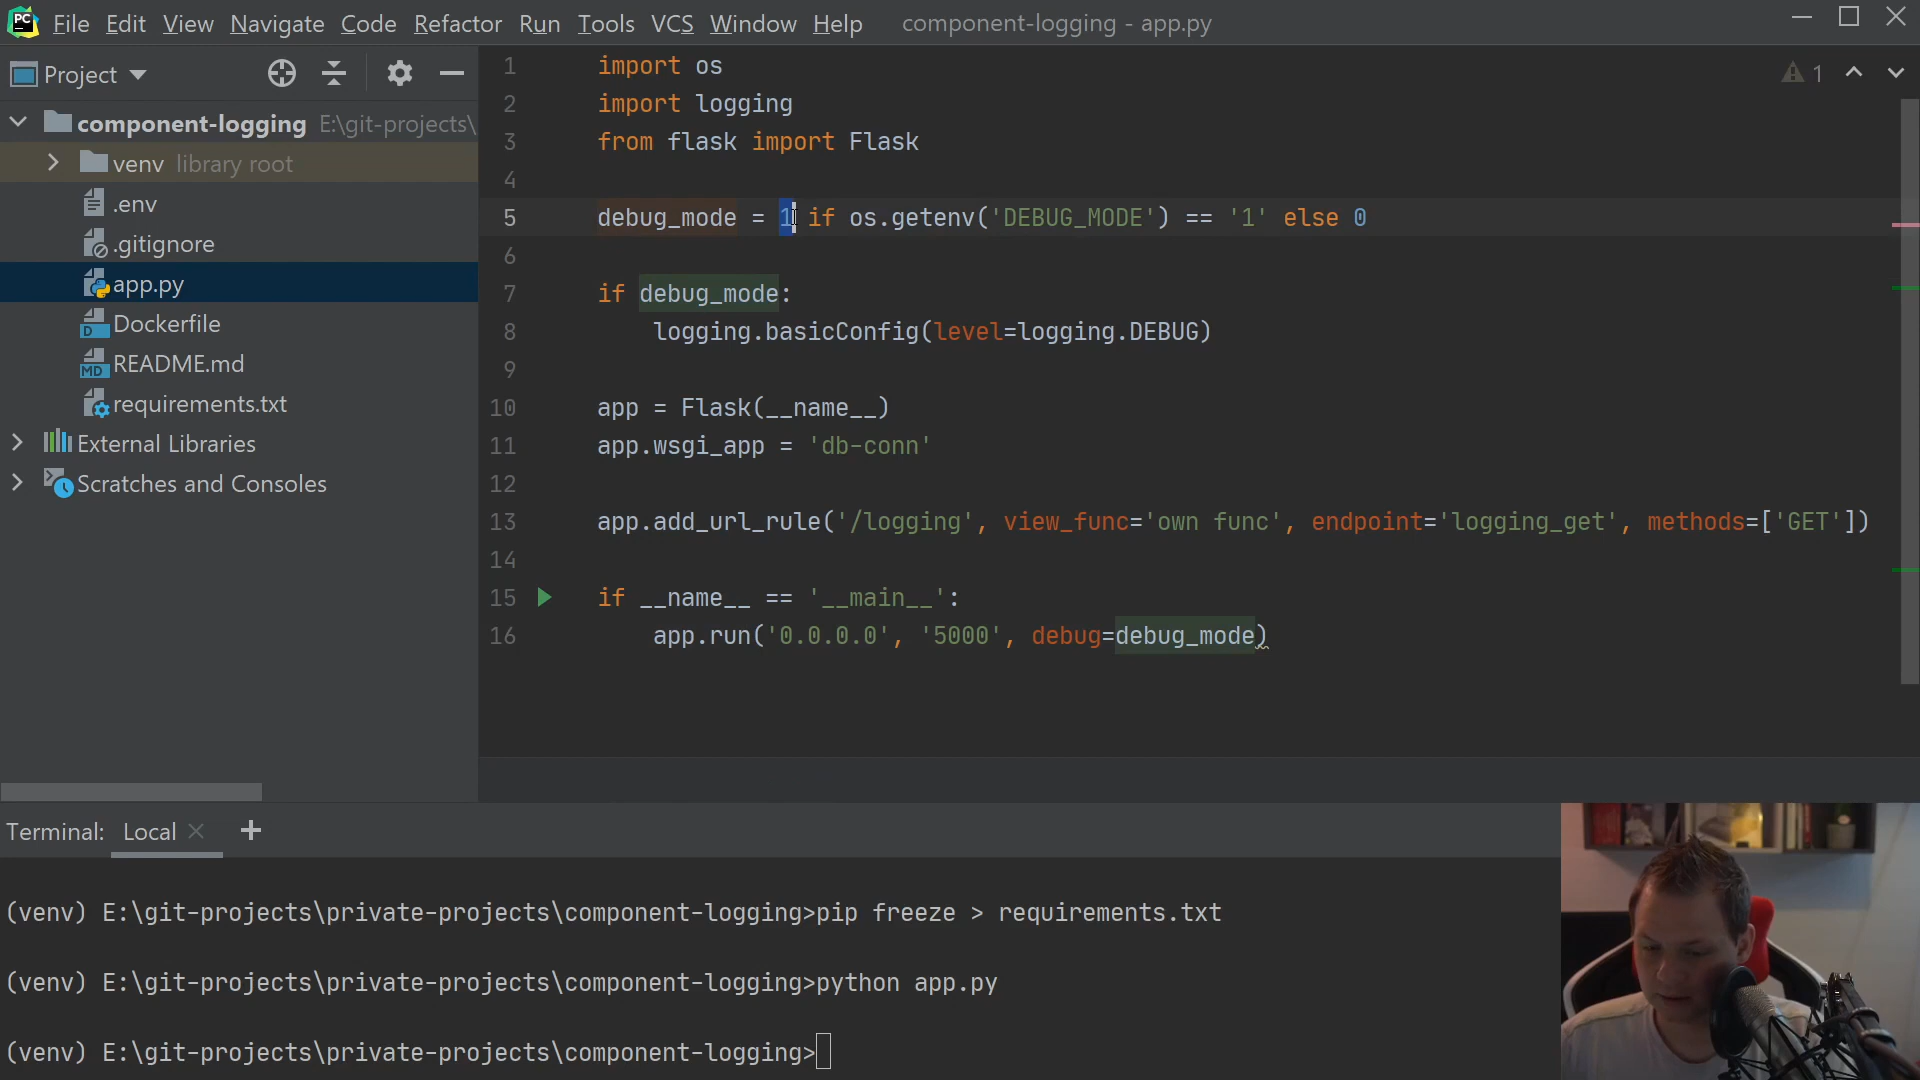 PC File Edit View Navigate Code Refactor Run Tools VCS Window Help component-logging - app.py
Project
component-logging E:\git-projects\
venv library root
.env
.gitignore
app.py
Dockerfile
README.md
requirements.txt
External Libraries
Scratches and Consoles
1
1 import os
2 import logging
3 from flask import Flask
4
5 debug_mode = 1 if os.getenv('DEBUG_MODE') == '1' else 0
6
7 if debug_mode:
8 logging.basicConfig(level=logging.DEBUG)
9
10 app = Flask(__name__)
11 app.wsgi_app = 'db-conn'
12
13 app.add_url_rule('/logging', view_func='own func', endpoint='logging_get', methods=['GET'])
14
15 if __name__ == '__main__':
16 app.run('0.0.0.0', '5000', debug=debug_mode)
Terminal: Local
(venv) E:\git-projects\private-projects\component-logging>pip freeze > requirements.txt
(venv) E:\git-projects\private-projects\component-logging>python app.py
(venv) E:\git-projects\private-projects\component-logging>